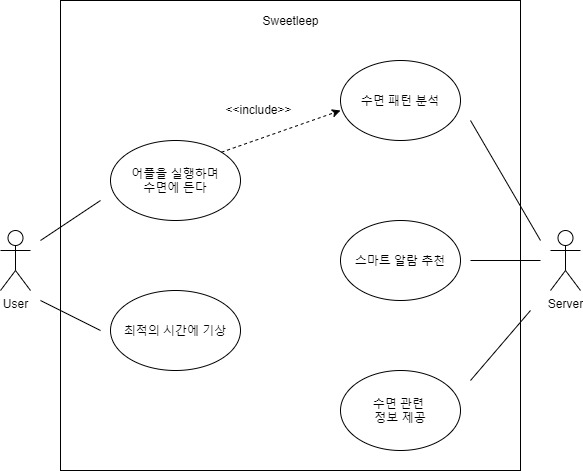 Sweetleep
수면 패턴 분석
<<include>>
어플을 실행하며
수면에 든다
User
스마트 알람 추천
Server
최적의 시간에 기상
수면 관련
정보 제공